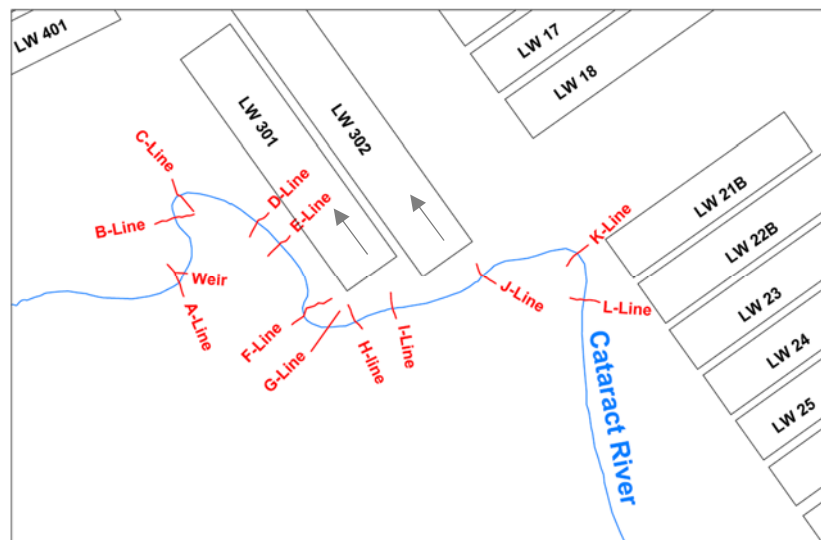 LW 401
LW 17
LW 18
LW 301
LW 302
C-Line
D-Line
E-Line
B-Line
K-Line
LW 21B
LW 22B
Weir
A-Line
J-Line
L-Line
LW 23
F-Line
G-Line
H-line
I-Line
LW 24
LW 25
Cataract River